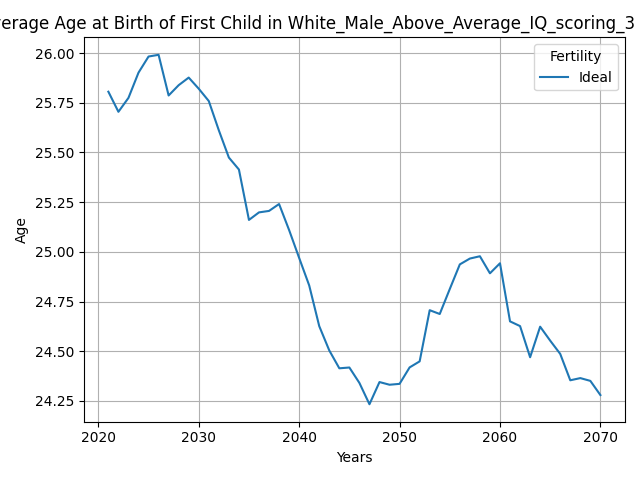 erage Age at Birth of First Child in White_Male_Above_Average_IQ_scoring_3
Fertility
Ideal
26.00
25.75
25.50
25.25
25.00
24.75
24.50
24.25
Age
2020 2030 2040 2050 2060 2070
Years